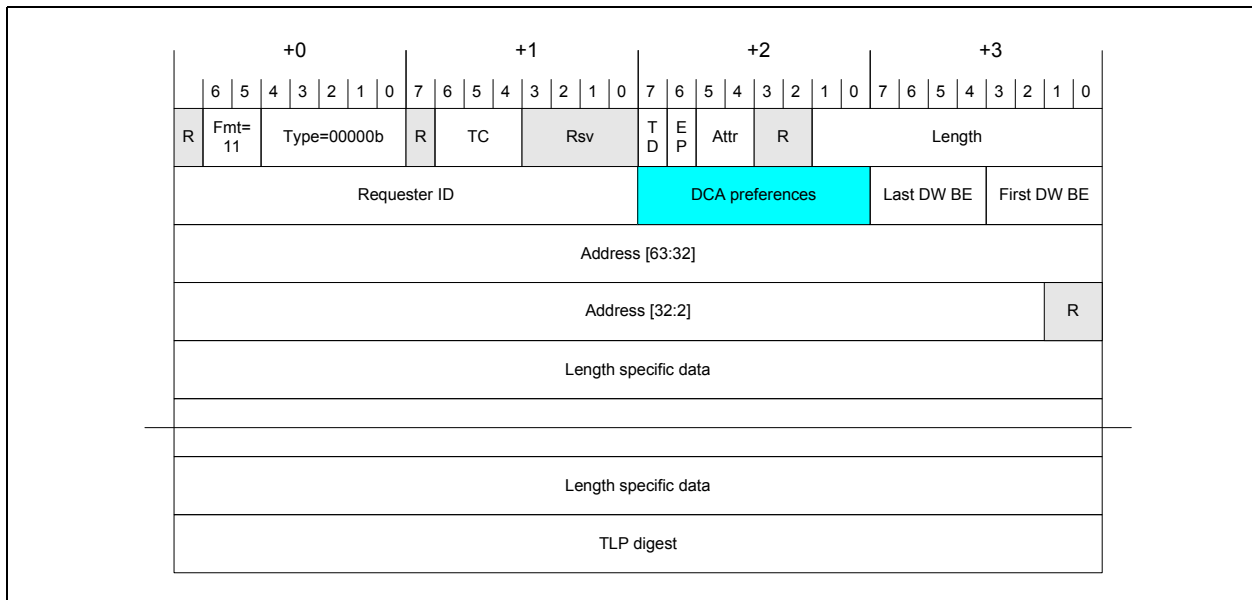 +0 +1 +2 +3
6 5 4 3 2 1 0 7 6 5 4 3 2 1 0 7 6 5 4 3 2 1 0 7 6 5 4 3 2 1 0
R Fmt= 11 Type=00000b R TC Rsv T D E P Attr R Length
Requester ID DCA preferences Last DW BE First DW BE
Address [63:32]
Address [32:2] R
Length specific data
Length specific data
TLP digest